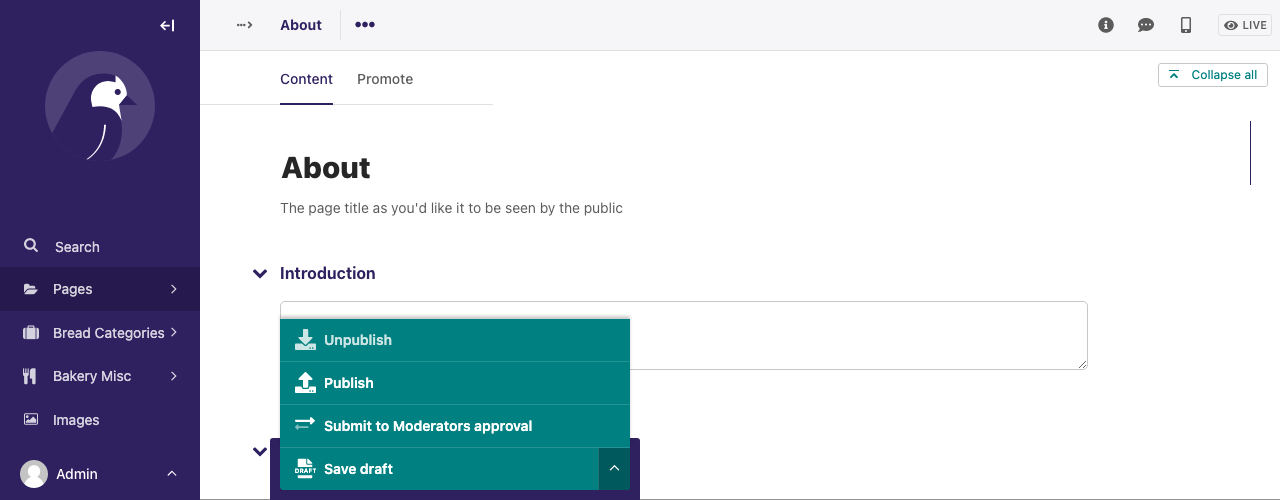 About
LIVE
Content
Promote
Collapse all
About
The page title as you'd like it to be seen by the public
Search
Pages
Bread Categories
Bakery Misc
Images
Admin
Introduction
Unpublish
Publish
Submit to Moderators approval
DRAFT
Save draft